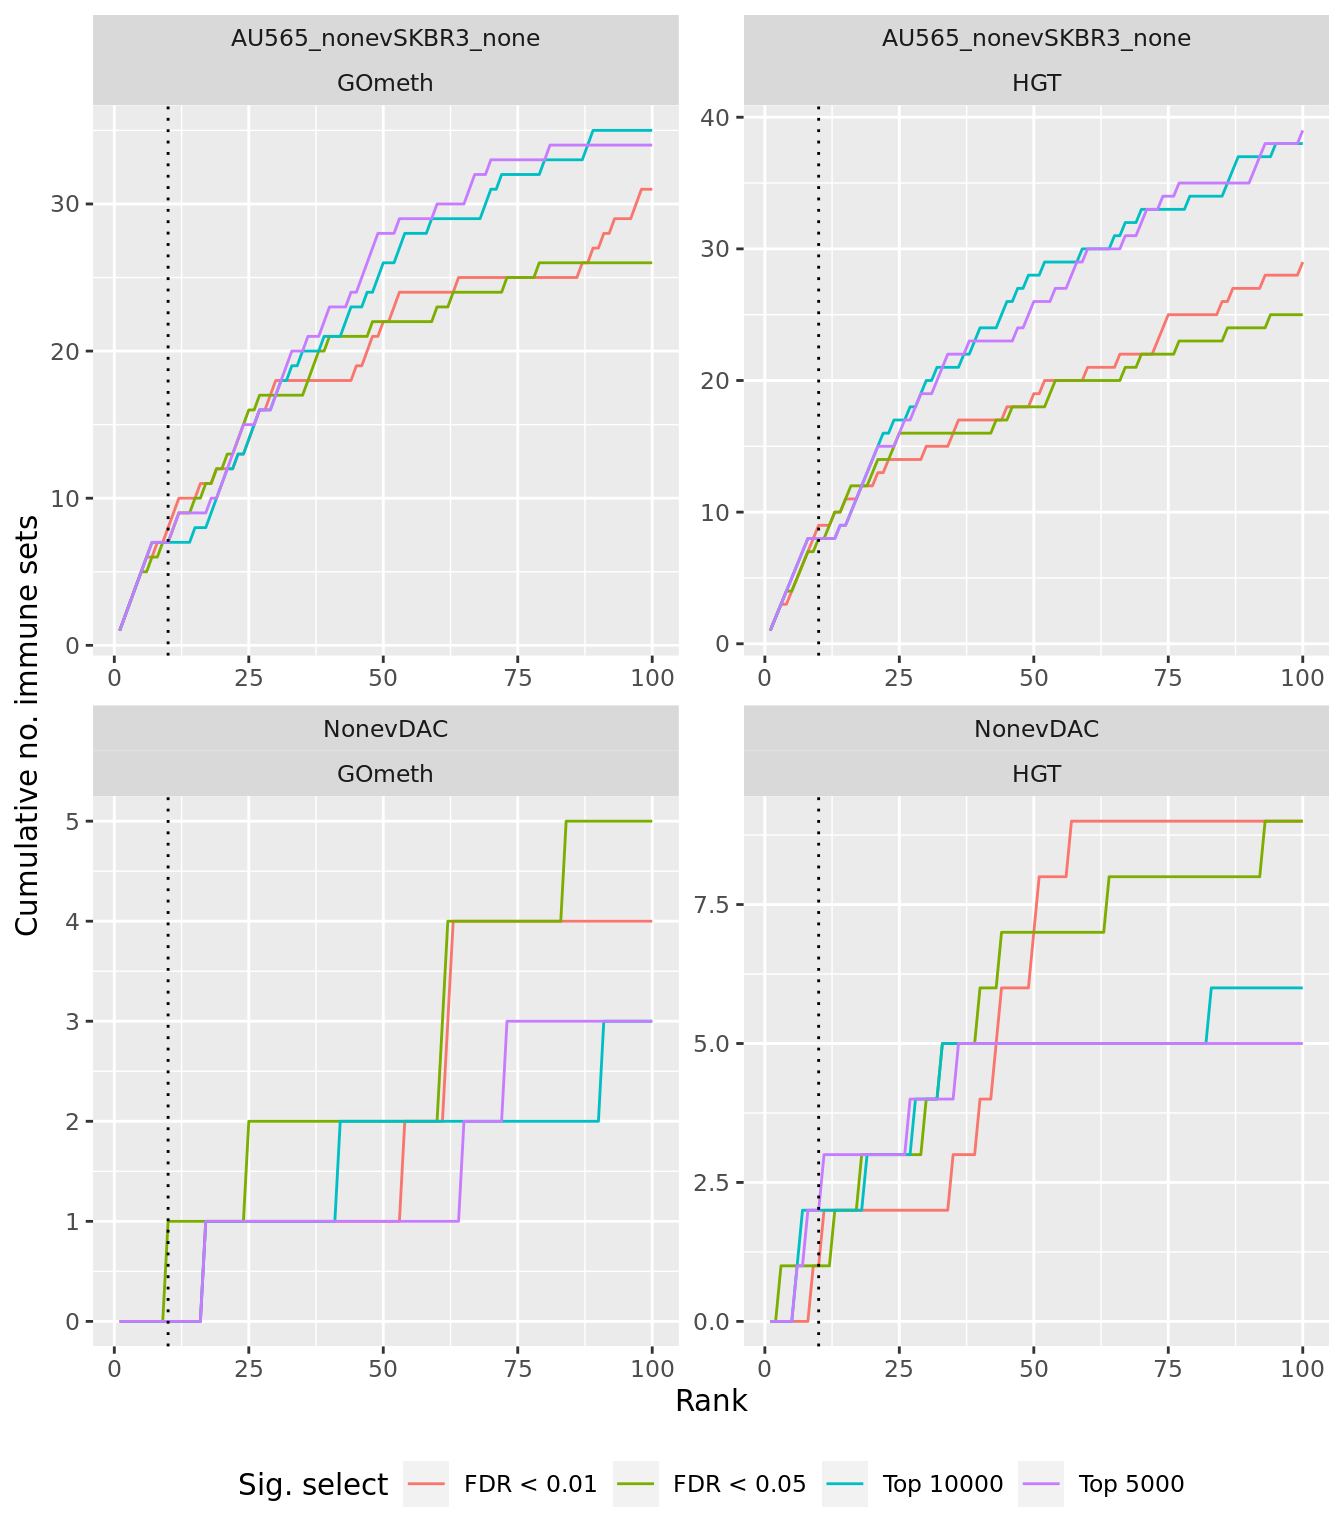 AU565_nonevSKBR3_none
GOmeth
AU565_nonevSKBR3_none
HGT
30
20
10
0
0 25 50 75 100
40
30
20
10
0
0 25 50 75 100
Cumulative no. immune sets
NonevDAC
GOmeth
NonevDAC
HGT
5
4
3
2
1
0
0 25 50 75 100
7.5
5.0
2.5
0.0
0 25 50 75 100
Rank
Sig. select FDR < 0.01 FDR < 0.05 Top 10000 Top 5000